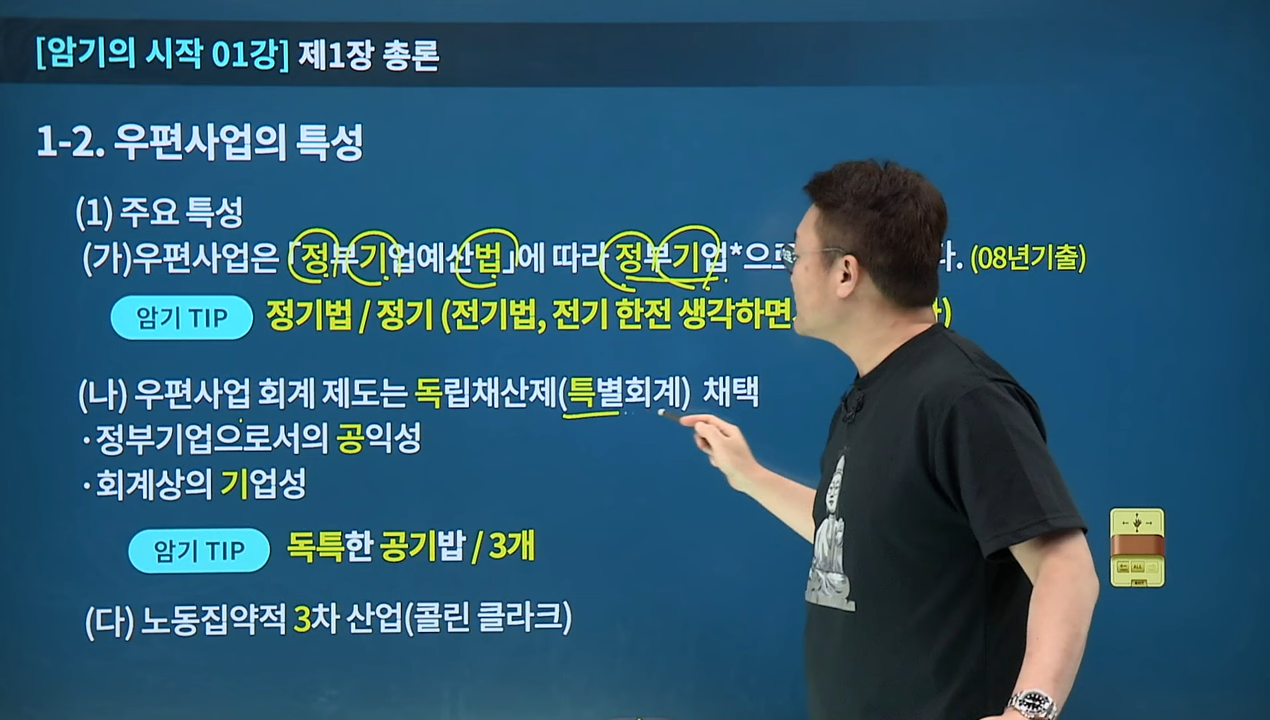 [암기의 시작 01강] 제1장 총론
1-2. 우편사업의 특성
(1) 주요 특성
(가)우편사업은 「정부기업예산법」에 따라 정부기업*으로 다. (08년기출)
암기 TIP 정기법 / 정기 (전기법, 전기 한전 생각하면
(나) 우편사업 회계 제도는 독립채산제(특별회계) 채택
·정부기업으로서의 공익성
·회계상의 기업성
암기 TIP 독특한 공기밥 / 3개
(다) 노동집약적 3차 산업(콜린 클라크)